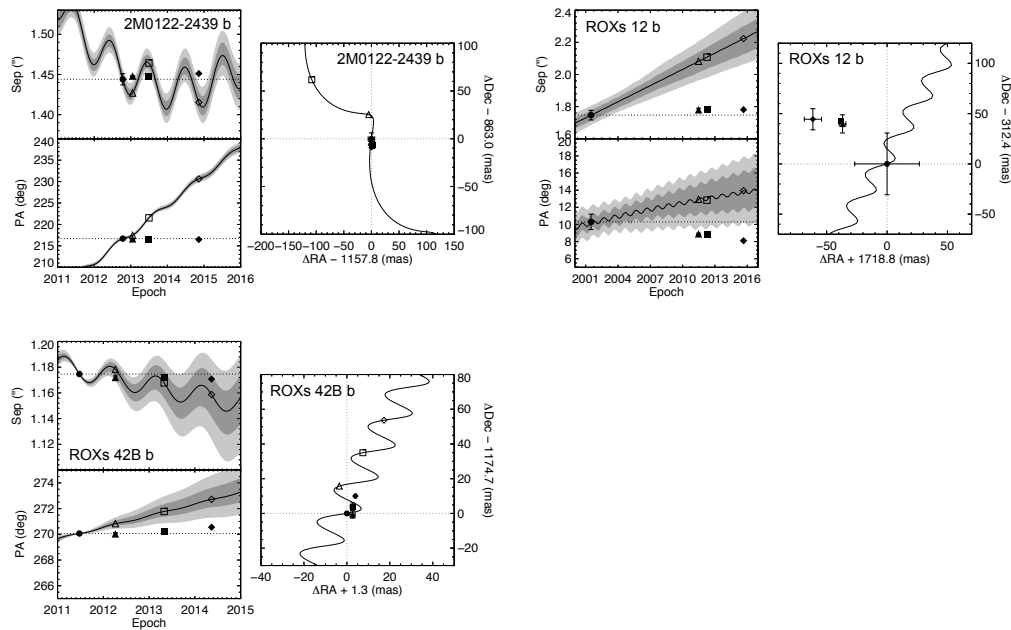 2M0122-2439 b
Sep (")
1.50
1.45
1.40
PA (deg)
240
235
230
225
220
215
210
2011 2012 2013 2014 2015 2016
Epoch
2M0122-2439 b
100
50
0
−50
−100
ΔDec − 863.0 (mas)
−200 −150 −100 −50 0 50 100 150
ΔRA − 1157.8 (mas)
ROXs 12 b
Sep (")
2.4
2.2
2.0
1.8
1.6
PA (deg)
20
18
16
14
12
10
8
6
2001 2004 2007 2010 2013 2016
Epoch
ROXs 12 b
100
50
0
−50
ΔDec − 312.4 (mas)
−50 0 50
ΔRA + 1718.8 (mas)
ROXs 42B b
Sep (")
1.20
1.18
1.16
1.14
1.12
PA (deg)
274
272
270
268
266
2011 2012 2013 2014 2015
Epoch
ROXs 42B b
80
60
40
20
0
−20
ΔDec − 1174.7 (mas)
−40 −20 0 20 40
ΔRA + 1.3 (mas)